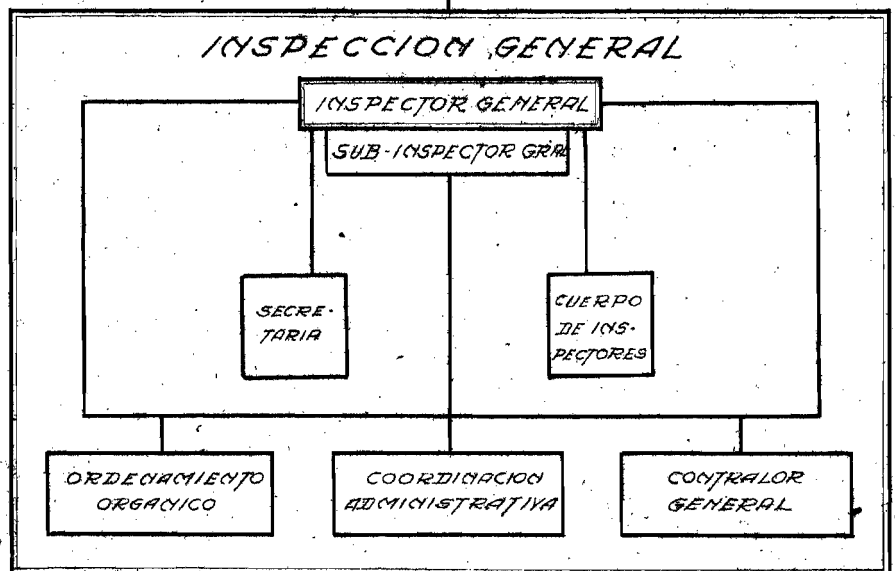 INSPECCION GENERAL
INSPECTOR GENERAL
SUB-INSPECTOR GRAL
SECRE-
TARIA
CUERPO
DE INS-
PECTORES
ORDENAMIENTO
ORGANICO
COORDINACION
ADMINISTRATIVA
CONTRALOR
GENERAL